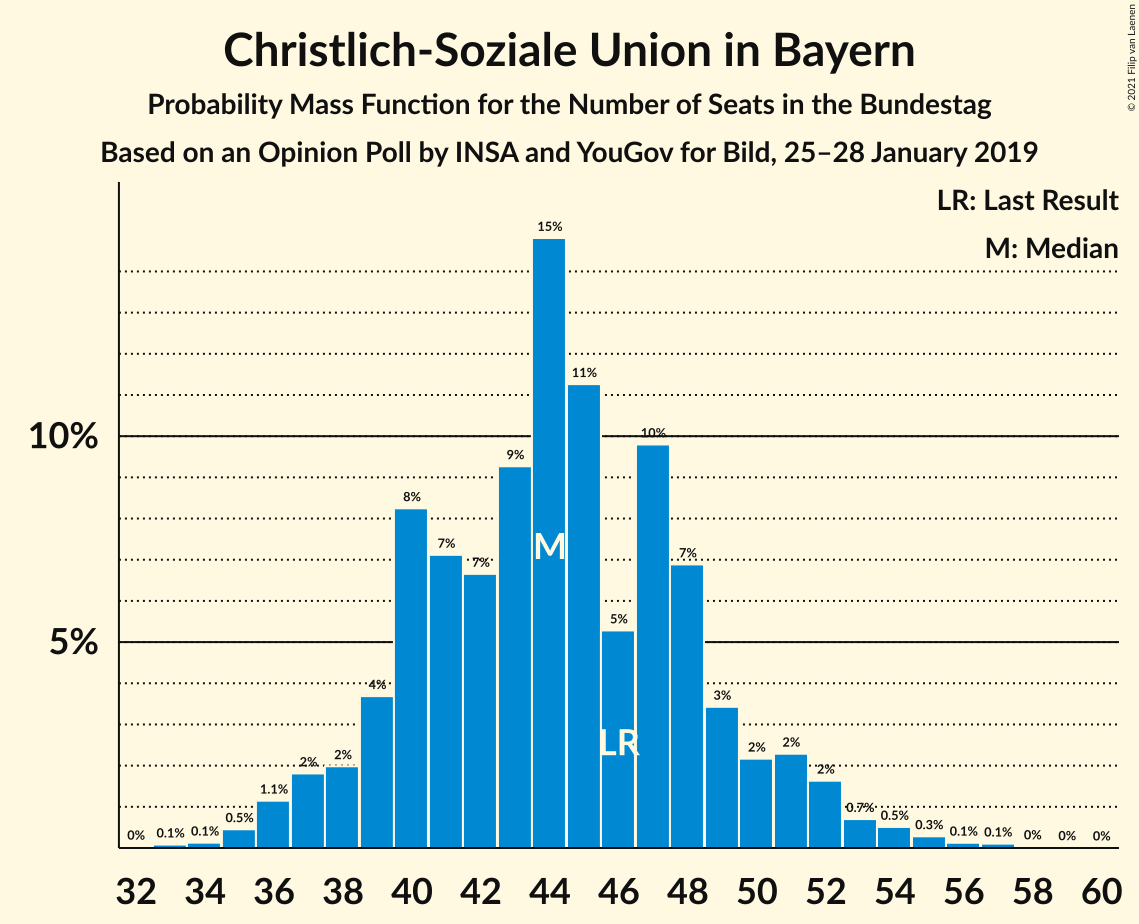 Christlich-Soziale Union in Bayern
Probability Mass Function for the Number of Seats in the Bundestag
Based on an Opinion Poll by INSA and YouGov for Bild, 25–28 January 2019
© 2021 Filip van Laenen
LR: Last Result
M: Median
10%
5%
0% 0.1% 0.1% 0.5% 1.1% 2% 2% 4% 8% 7% 7% 9% 15% 11% 5% 10% 7% 3% 2% 2% 2% 0.7% 0.5% 0.3% 0.1% 0.1% 0% 0% 0%
M
LR
32 34 36 38 40 42 44 46 48 50 52 54 56 58 60